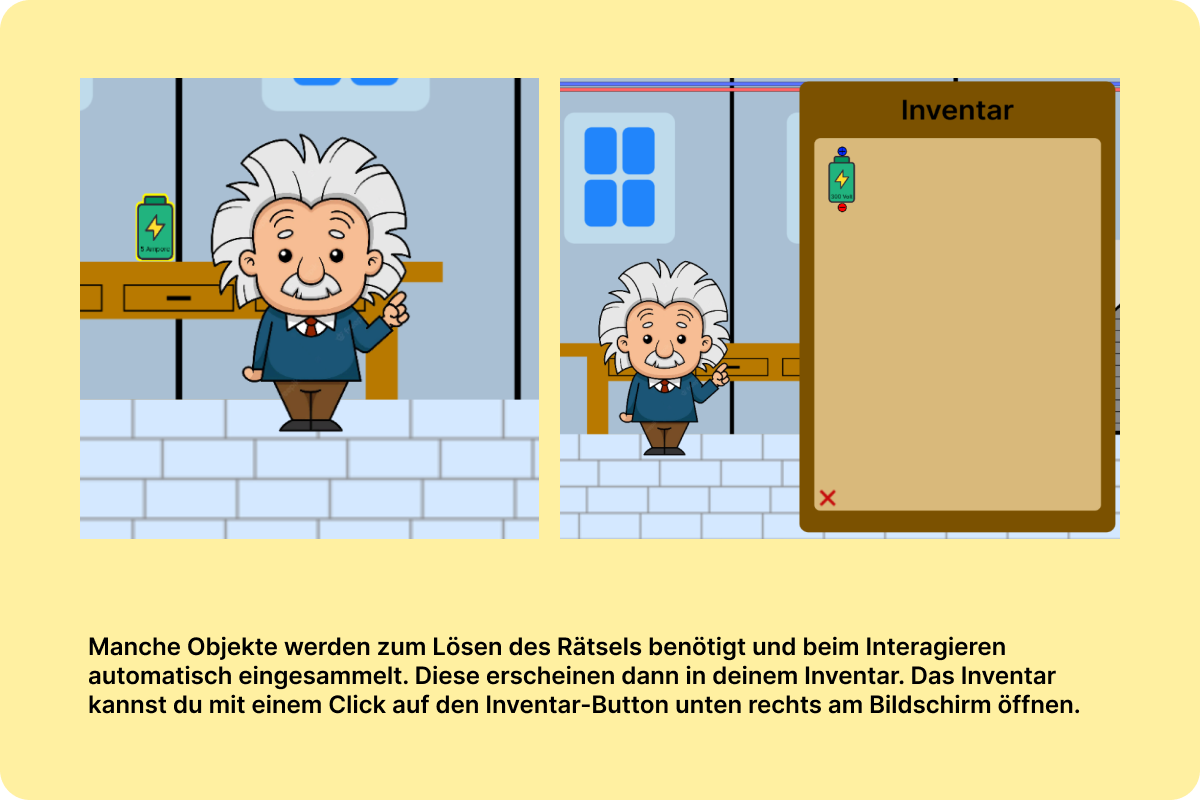 Inventar
5 Ampere
300 Volt
Manche Objekte werden zum Lösen des Rätsels benötigt und beim Interagieren
automatisch eingesammelt. Diese erscheinen dann in deinem Inventar. Das Inventar
kannst du mit einem Click auf den Inventar-Button unten rechts am Bildschirm öffnen.